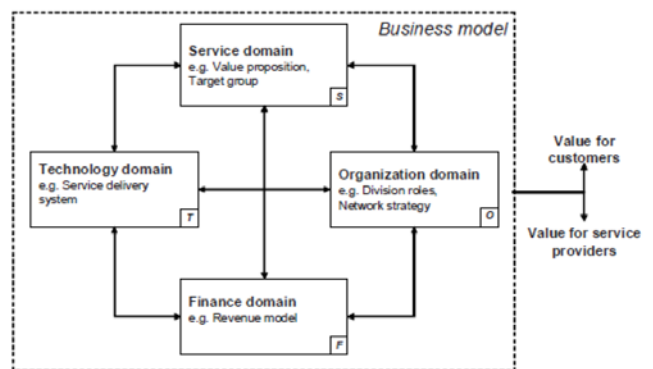 Business model
Service domain
e.g. Value proposition,
Target group
S
Technology domain
e.g. Service delivery
system
T
Organization domain
e.g. Division roles,
Network strategy
O
Value for
customers
Value for service
providers
Finance domain
e.g. Revenue model
F